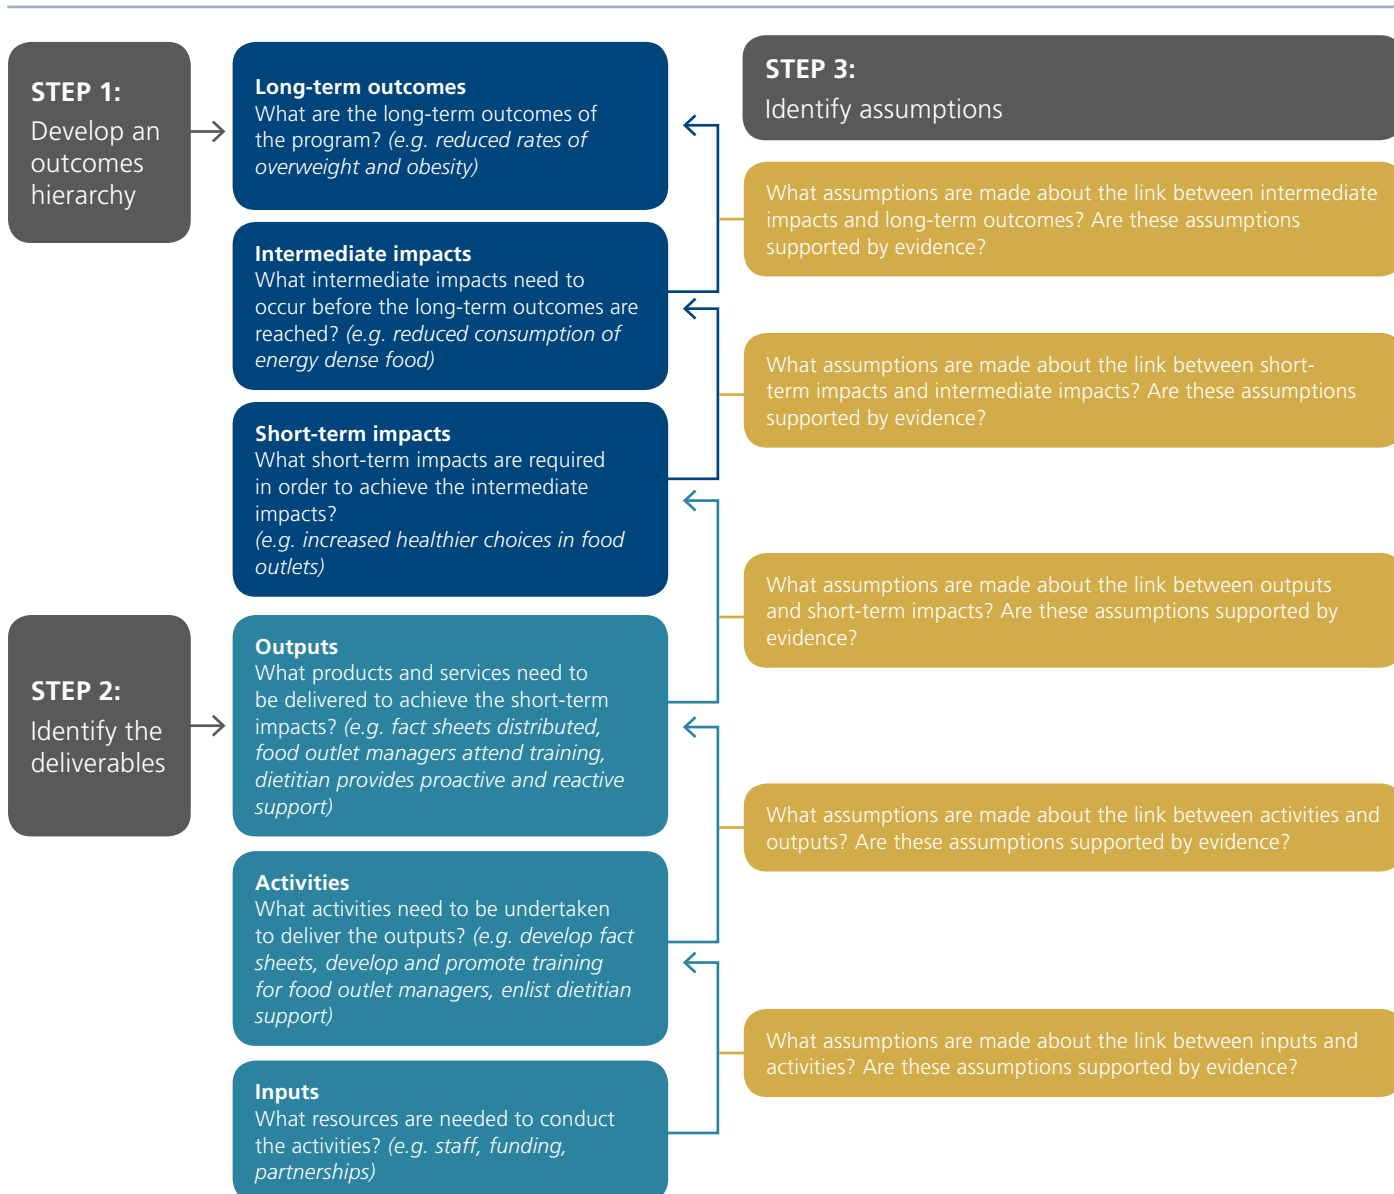 STEP 1:
Develop an
outcomes
hierarchy
Long-term outcomes
What are the long-term outcomes of
the program? (e.g. reduced rates of
overweight and obesity)
Intermediate impacts
What intermediate impacts need to
occur before the long-term outcomes are
reached? (e.g. reduced consumption of
energy dense food)
Short-term impacts
What short-term impacts are required
in order to achieve the intermediate
impacts?
(e.g. increased healthier choices in food
outlets)
STEP 2:
Identify the
deliverables
Outputs
What products and services need to
be delivered to achieve the short-term
impacts? (e.g. fact sheets distributed,
food outlet managers attend training,
dietitian provides proactive and reactive
support)
Activities
What activities need to be undertaken
to deliver the outputs? (e.g. develop fact
sheets, develop and promote training
for food outlet managers, enlist dietitian
support)
Inputs
What resources are needed to conduct
the activities? (e.g. staff, funding,
partnerships)
STEP 3:
Identify assumptions
What assumptions are made about the link between intermediate
impacts and long-term outcomes? Are these assumptions
supported by evidence?
What assumptions are made about the link between short-
term impacts and intermediate impacts? Are these assumptions
supported by evidence?
What assumptions are made about the link between outputs
and short-term impacts? Are these assumptions supported by
evidence?
What assumptions are made about the link between activities and
outputs? Are these assumptions supported by evidence?
What assumptions are made about the link between inputs and
activities? Are these assumptions supported by evidence?